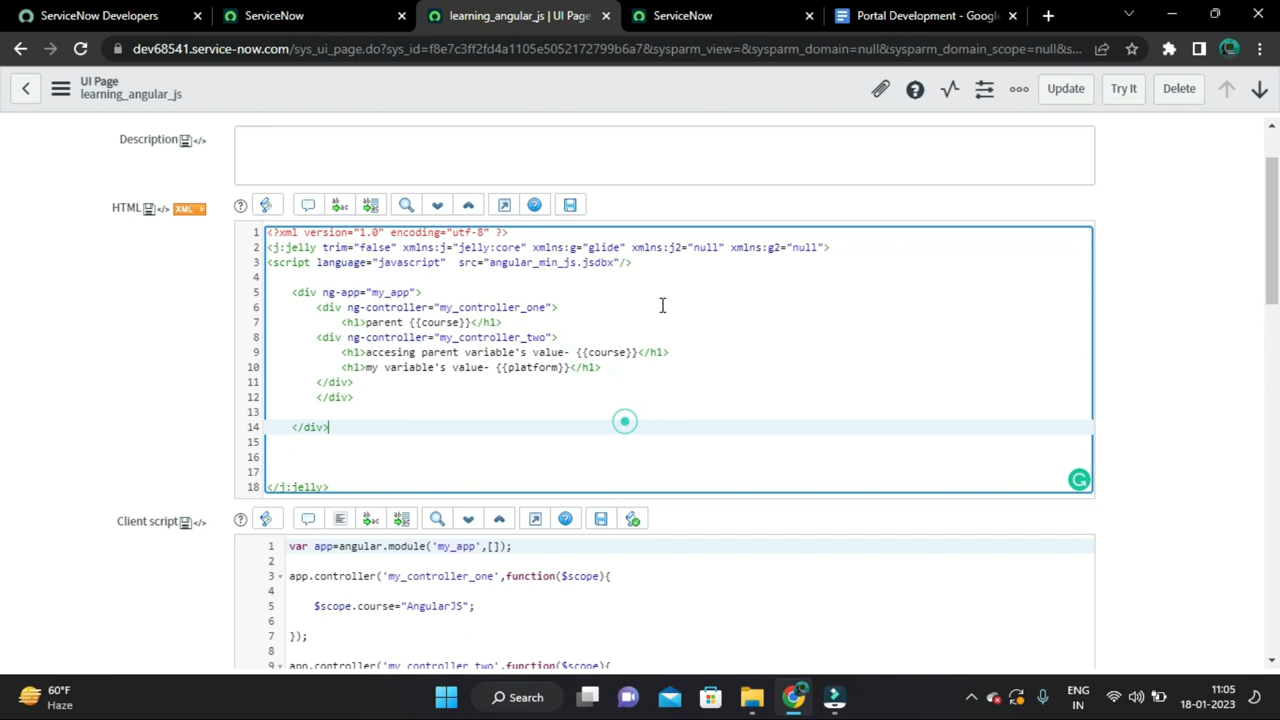 ServiceNow Developers
ServiceNow
learning_angular_js | UI Page
ServiceNow
Portal Development - Google
dev68541.service-now.com/sys_ui_page.do?sys_id=f8e7c3ff2fd4a1105e5052172799b6a7&sysparm_view=&sysparm_domain=null&sysparm_domain_scope=null&s...
UI Page
learning_angular_js
Update
Try It
Delete
Description
HTML
XML
1 <?xml version="1.0" encoding="utf-8" ?>
2 <j:jelly trim="false" xmlns:j="jelly:core" xmlns:g="glide" xmlns:j2="null" xmlns:g2="null">
3 <script language="javascript"  src="angular_min_js.jsdbx"/>
4
5 <div ng-app="my_app">
6 <div ng-controller="my_controller_one">
7 <h1>parent {{course}}</h1>
8 <div ng-controller="my_controller_two">
9 <h1>accesing parent variable's value- {{course}}</h1>
10 <h1>my variable's value- {{platform}}</h1>
11 </div>
12 </div>
13
14 </div>
15
16
17
18 </j:jelly>
Client script
1 var app=angular.module('my_app',[]);
2
3 app.controller('my_controller_one',function($scope){
4
5 $scope.course="AngularJS";
6
7 });
8
9 app.controller('my_controller_two',function($scope){
60°F
Haze
Search
ENG
IN
11:05
18-01-2023